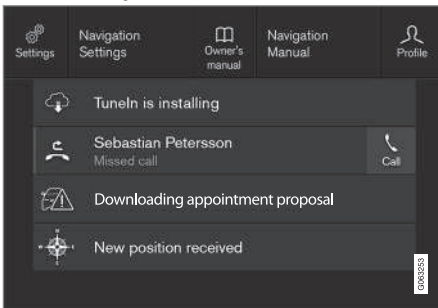 Settings
Navigation
Settings
Owner's
manual
Navigation
Manual
Profile
TuneIn is installing
Sebastian Petersson
Missed call
Call
Downloading appointment proposal
New position received
G063253